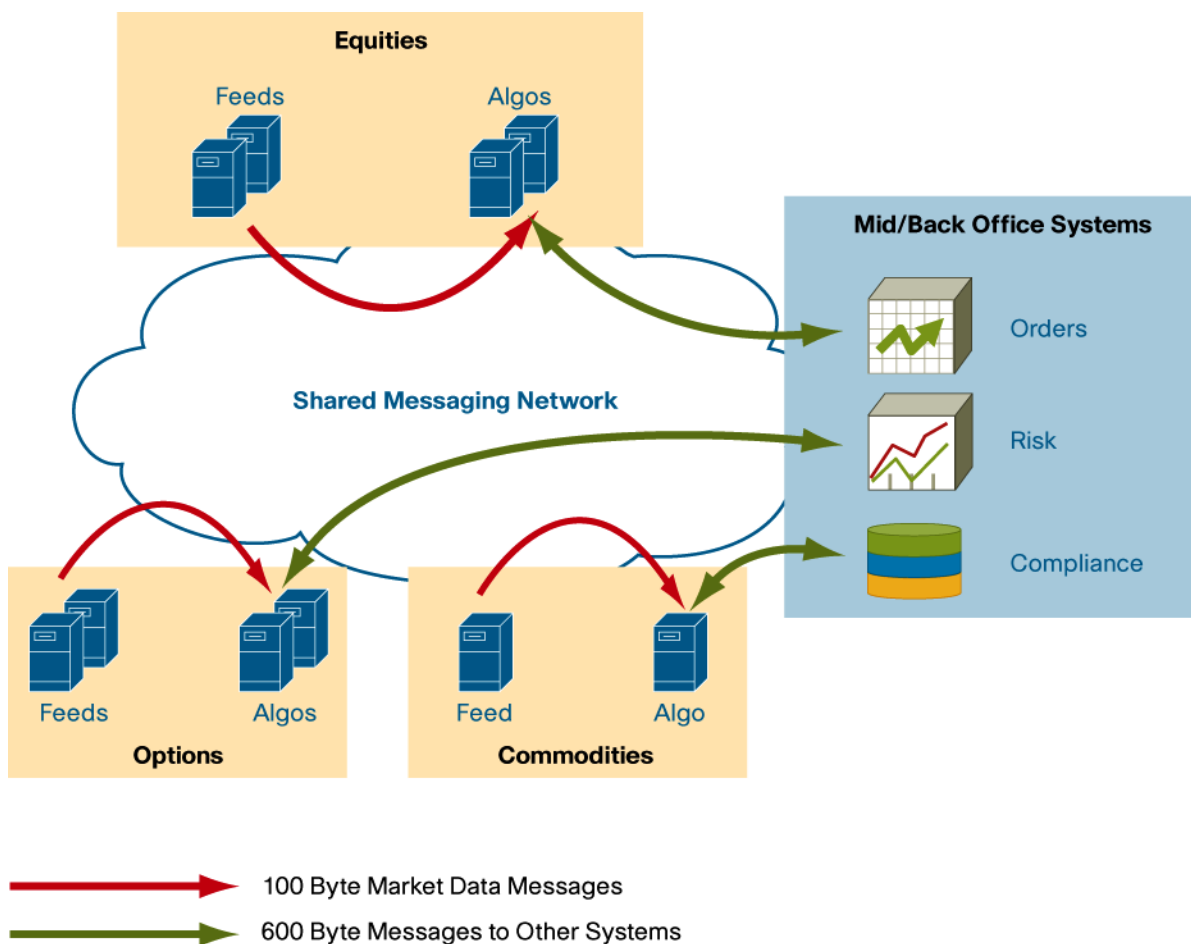 Equities
Feeds
Algos
Mid/Back Office Systems
Orders
Shared Messaging Network
Risk
Compliance
Feeds
Algos
Options
Feed
Algo
Commodities
100 Byte Market Data Messages
600 Byte Messages to Other Systems